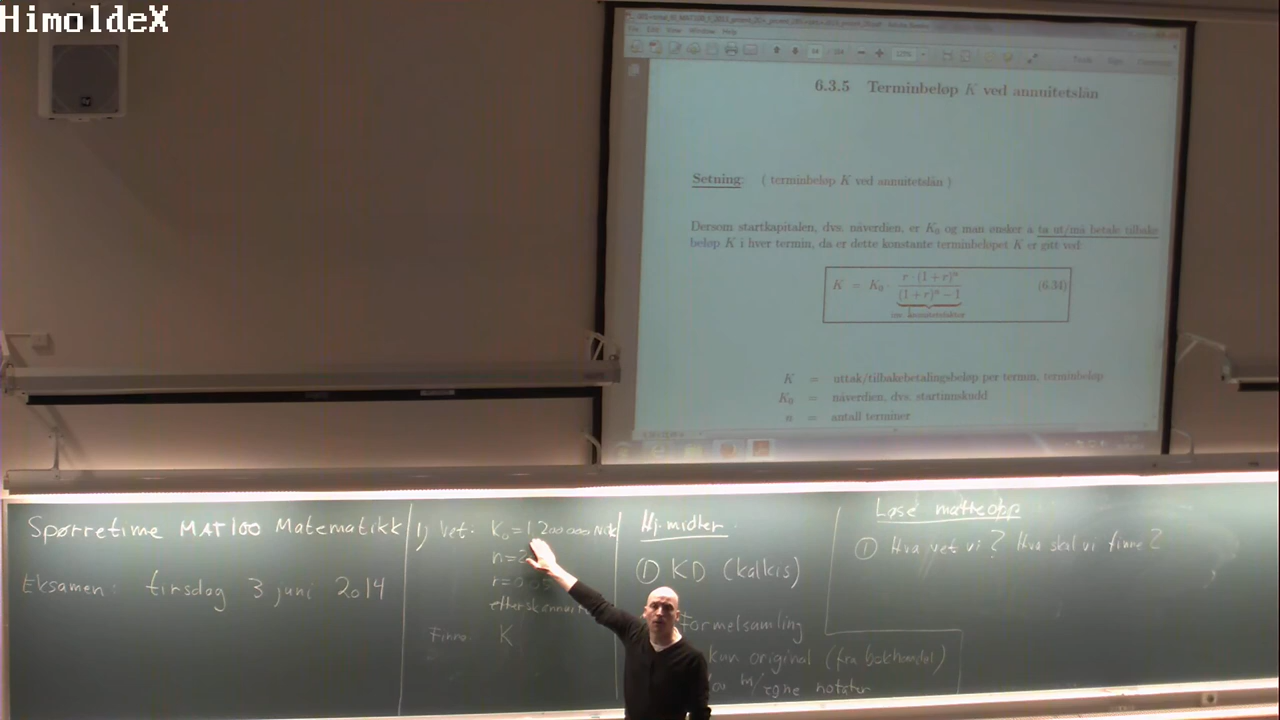 HimoldeX
6.3.5 Terminbeløp K ved annuitetslån
Setning: ( terminbeløp K ved annuitetslån )
Dersom startkapitalen, dvs. nåverdien, er K₀ og man ønsker å ta ut/må betale tilbake
beløp K i hver termin, da er dette konstante terminbeløpet K er gitt ved:
K = K₀ · r · (1 + r)ⁿ / (1 + r)ⁿ − 1 (6.34)
K = uttak/tilbakebetalingsbeløp per termin, terminbeløp
K₀ = nåverdien, dvs. startinnskudd
n = antall terminer
Spørretime MAT100 Matematikk
Eksamen: tirsdag 3 juni 2014
1) Vet: K₀ = 1 200 000 NOK
n =
r =
Finne: K
Hj.midler
① KD (kalkis)
Formelsamling
kun original (fra bokhandel)
egne notater
Løse matteopp
① Hva vet vi? Hva skal vi finne?